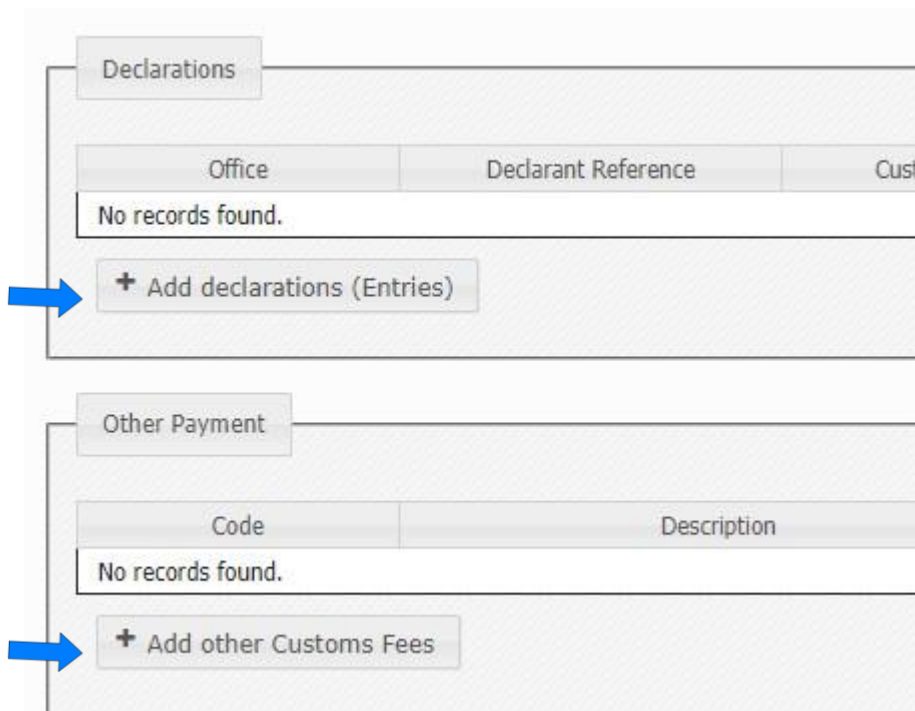 Declarations
Office Declarant Reference
No records found.
+ Add declarations (Entries)
Other Payment
Code Description
No records found.
+ Add other Customs Fees